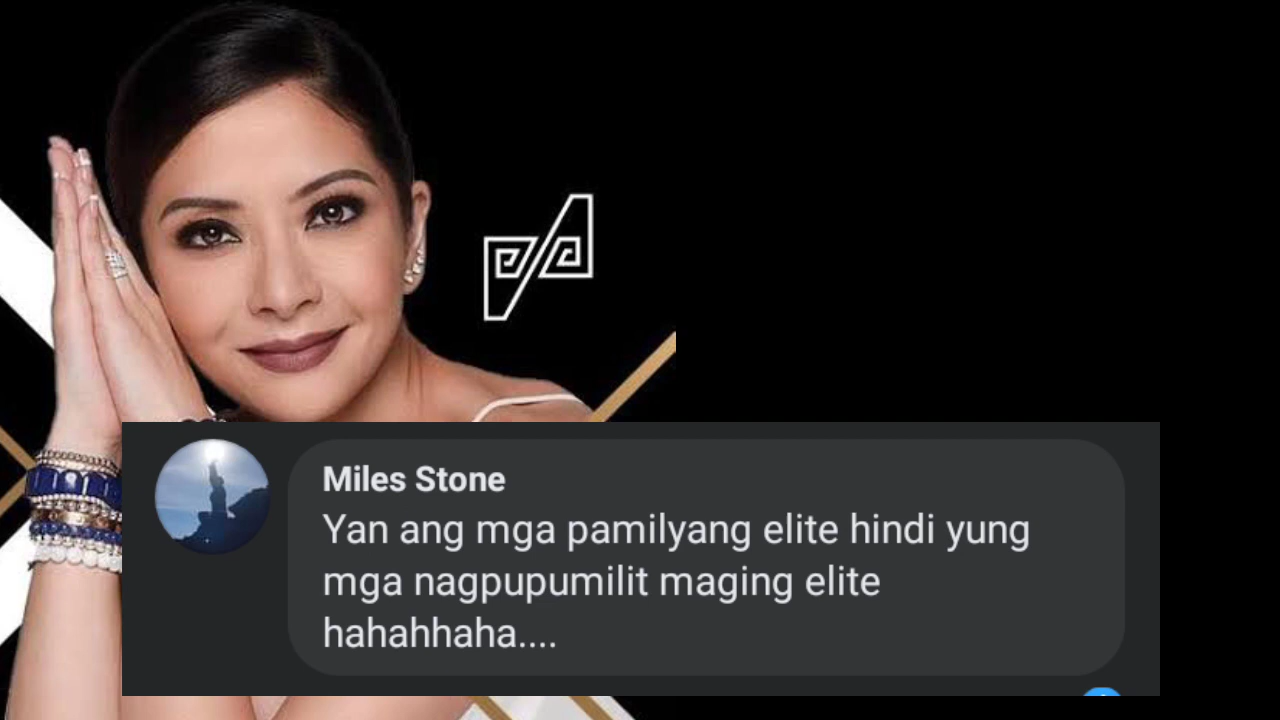 Miles Stone
Yan ang mga pamilyang elite hindi yung
mga nagpupumilit maging elite
hahahhaha....